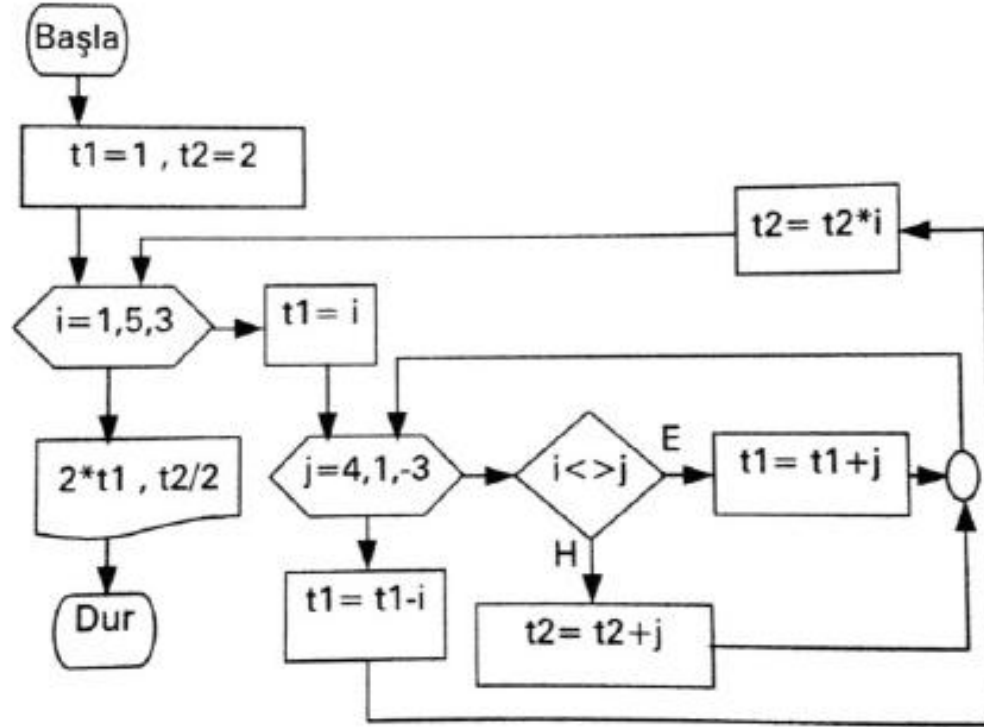 Başla
t1=1 , t2=2
t2= t2*i
i=1,5,3
t1= i
2*t1 , t2/2
j=4,1,-3
i<>j
E
t1= t1+j
H
t1= t1-i
t2= t2+j
Dur